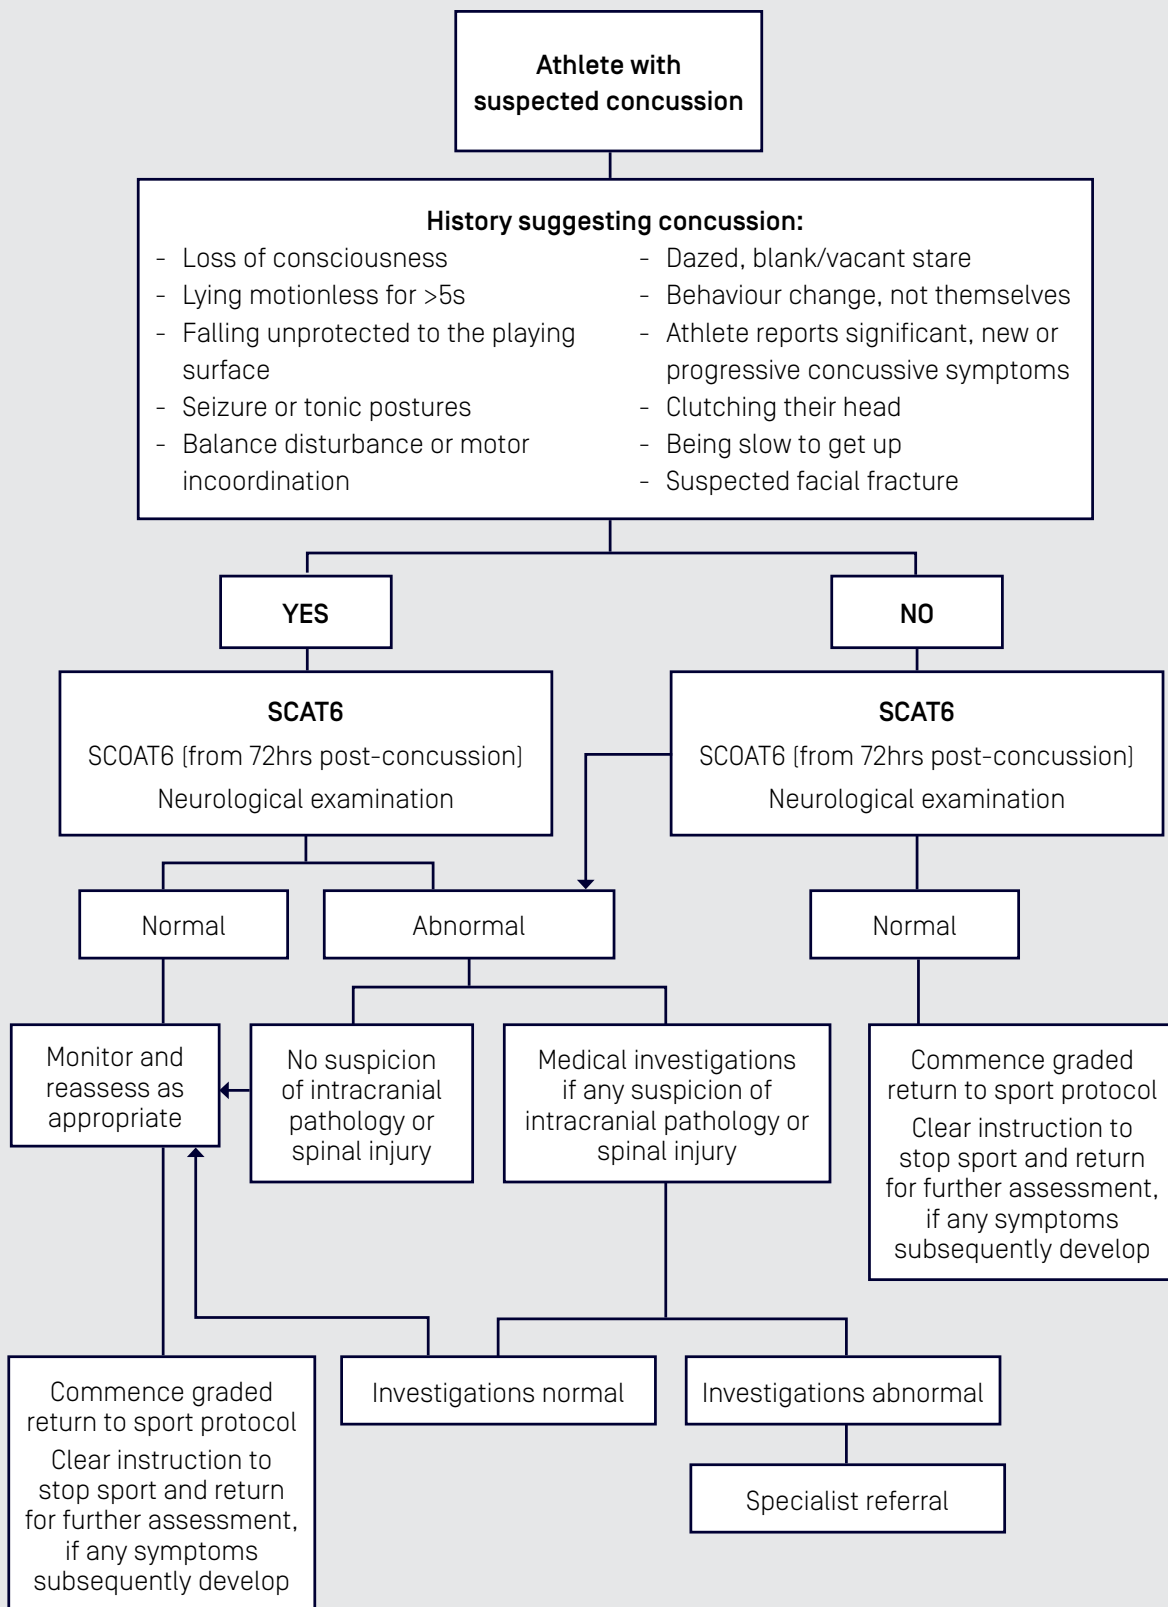 Athlete with
suspected concussion
History suggesting concussion:
- Loss of consciousness
- Lying motionless for >5s
- Falling unprotected to the playing
surface
- Seizure or tonic postures
- Balance disturbance or motor
incoordination
- Dazed, blank/vacant stare
- Behaviour change, not themselves
- Athlete reports significant, new or
progressive concussive symptoms
- Clutching their head
- Being slow to get up
- Suspected facial fracture
YES
NO
SCAT6
SCOAT6 (from 72hrs post-concussion)
Neurological examination
SCAT6
SCOAT6 (from 72hrs post-concussion)
Neurological examination
Normal
Abnormal
Normal
Monitor and
reassess as
appropriate
No suspicion
of intracranial
pathology or
spinal injury
Medical investigations
if any suspicion of
intracranial pathology or
spinal injury
Commence graded
return to sport protocol
Clear instruction to
stop sport and return
for further assessment,
if any symptoms
subsequently develop
Commence graded
return to sport protocol
Clear instruction to
stop sport and return
for further assessment,
if any symptoms
subsequently develop
Investigations normal
Investigations abnormal
Specialist referral